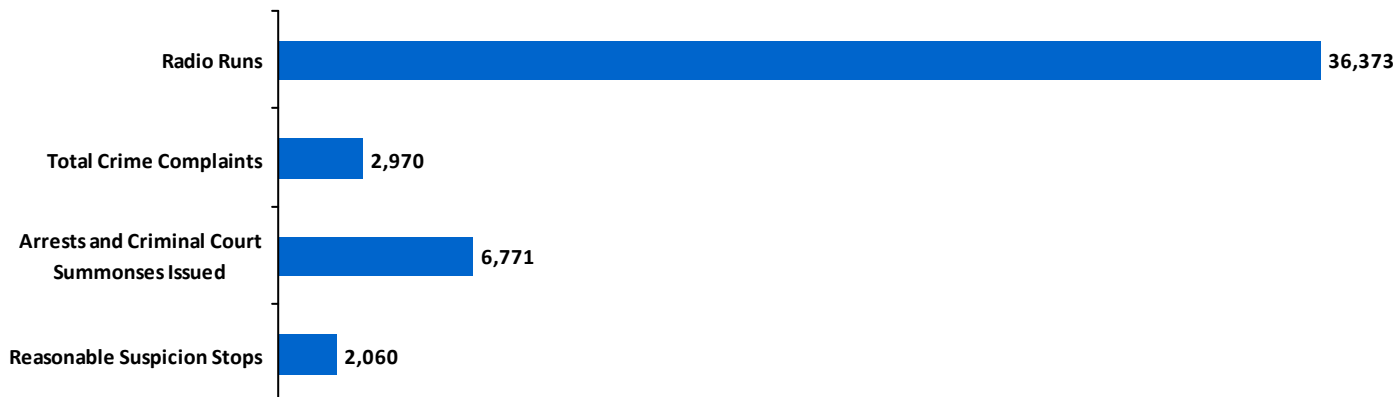 Radio Runs
36,373
Total Crime Complaints
2,970
Arrests and Criminal Court
Summonses Issued
6,771
Reasonable Suspicion Stops
2,060